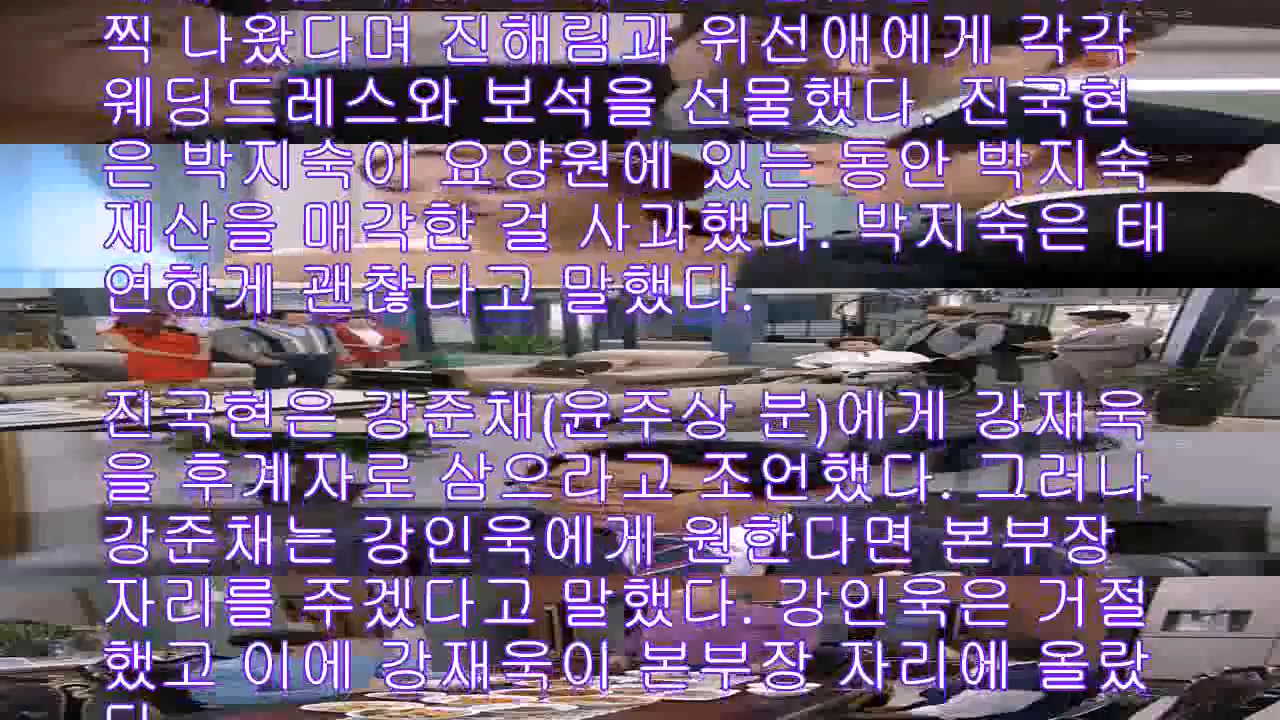 찍 나왔다며 진해림과 위선애에게 각각
웨딩드레스와 보석을 선물했다. 진국현
은 박지숙이 요양원에 있는 동안 박지숙
재산을 매각한 걸 사과했다. 박지숙은 태
연하게 괜찮다고 말했다.
진국현은 강준채(윤주상 분)에게 강재욱
을 후계자로 삼으라고 조언했다. 그러나
강준채는 강인욱에게 원한다면 본부장
자리를 주겠다고 말했다. 강인욱은 거절
했고 이에 강재욱이 본부장 자리에 올랐